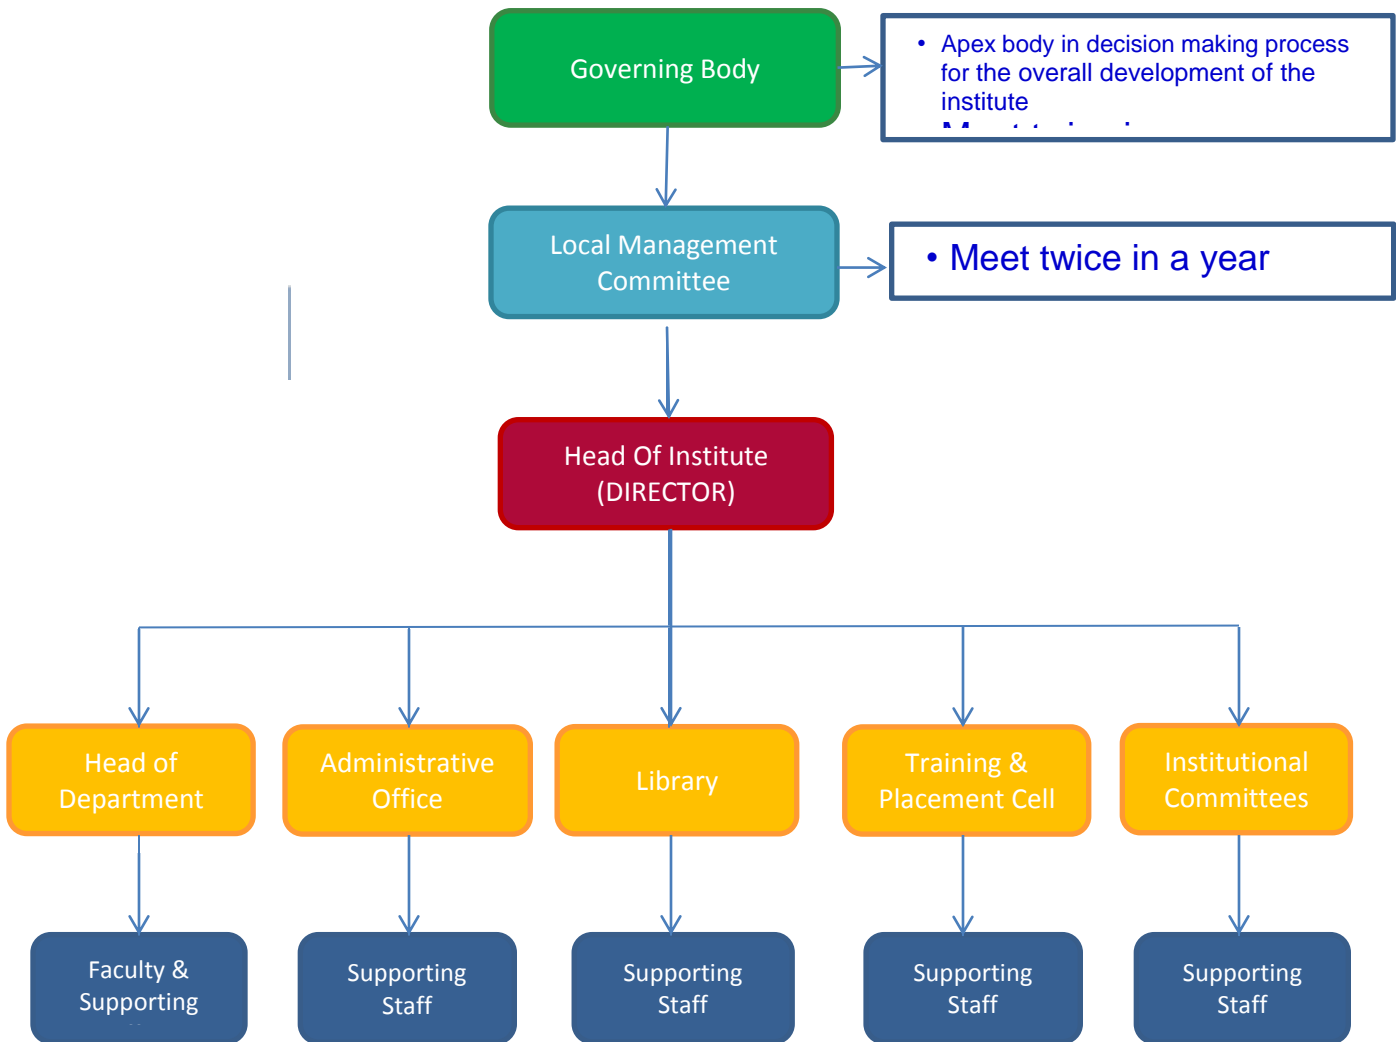 Governing Body
• Apex body in decision making process
for the overall development of the
institute
Local Management
Committee
• Meet twice in a year
Head Of Institute
(DIRECTOR)
Head of
Department
Administrative
Office
Library
Training &
Placement Cell
Institutional
Committees
Faculty &
Supporting
Supporting
Staff
Supporting
Staff
Supporting
Staff
Supporting
Staff